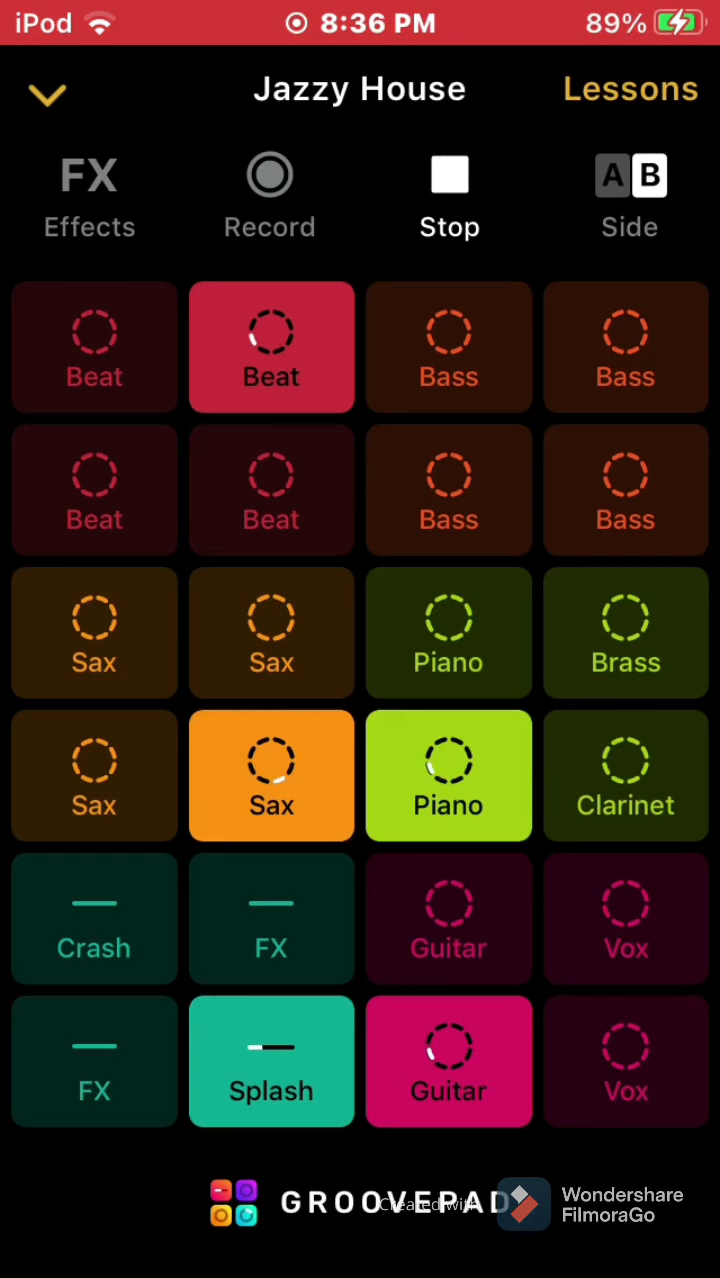 iPod 8:36 PM 89%
Jazzy House Lessons
FX A B
Effects Record Stop Side
Beat Beat Bass Bass
Beat Beat Bass Bass
Sax Sax Piano Brass
Sax Sax Piano Clarinet
Crash FX Guitar Vox
FX Splash Guitar Vox
GROOVEPAD
Created with
Wondershare
FilmoraGo